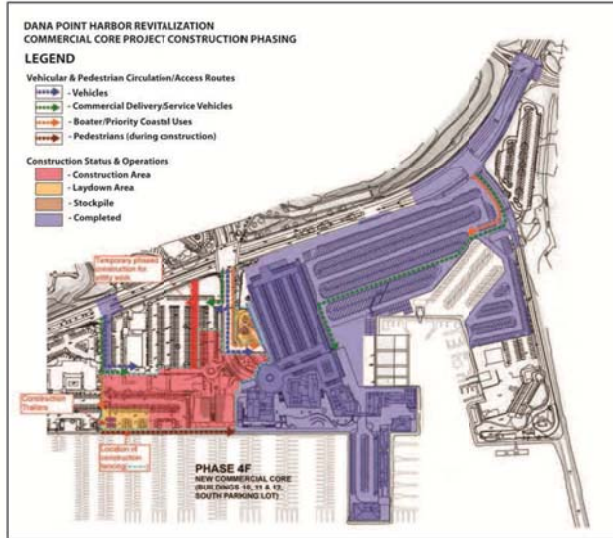 DANA POINT HARBOR REVITALIZATION
COMMERCIAL CORE PROJECT CONSTRUCTION PHASING
LEGEND
Vehicular & Pedestrian Circulation/Access Routes
- Vehicles
- Commercial Delivery/Service Vehicles
- Boater/Priority Coastal Uses
- Pedestrians (during construction)
Construction Status & Operations
- Construction Area
- Laydown Area
- Stockpile
- Completed
Temporary phased
construction for
utility work
Construction
Trailers
Location of
construction
fencing
PHASE 4F
NEW COMMERCIAL CORE
(BUILDINGS 10, 11 & 12,
SOUTH PARKING LOT)